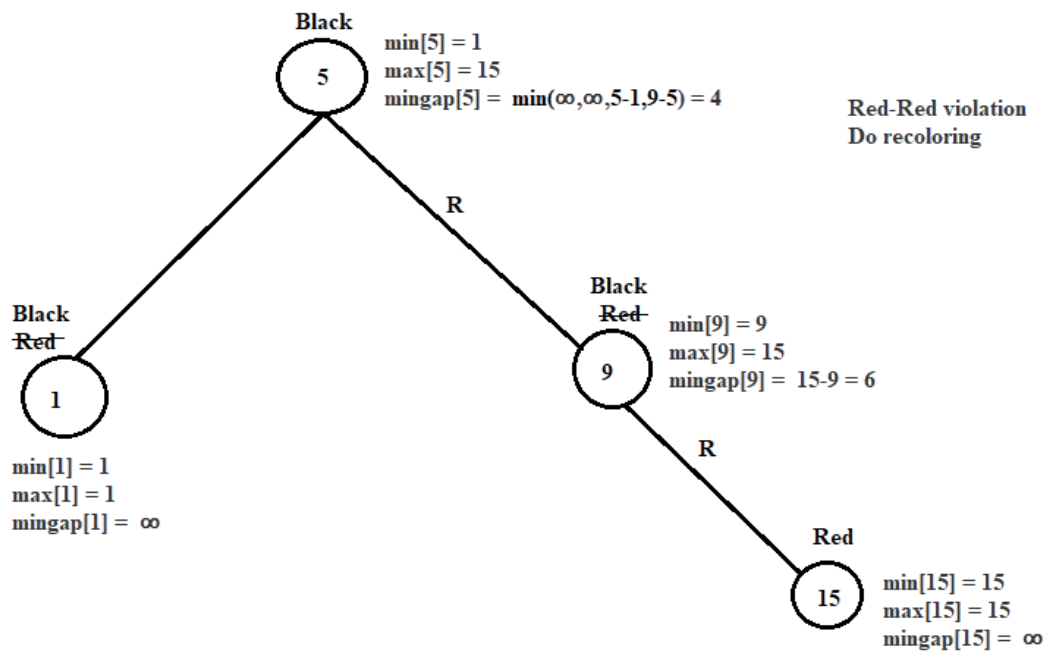 Black
5
min[5] = 1
max[5] = 15
mingap[5] = min(∞,∞,5-1,9-5) = 4
Red-Red violation
Do recoloring
R
Black
Red
1
min[1] = 1
max[1] = 1
mingap[1] = ∞
Black
Red
9
min[9] = 9
max[9] = 15
mingap[9] = 15-9 = 6
R
Red
15
min[15] = 15
max[15] = 15
mingap[15] = ∞